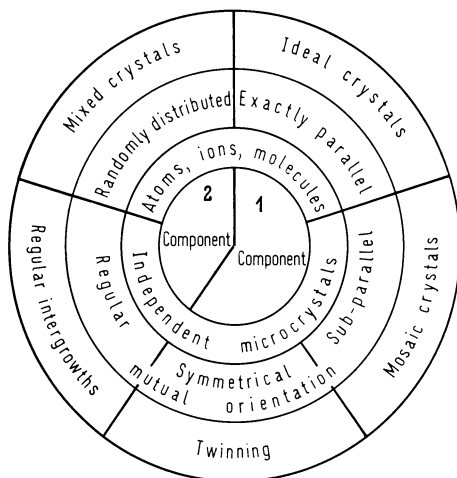 Mixed crystals
Ideal crystals
Randomly distributed
Exactly parallel
Atoms, ions, molecules
2
1
Component
Component
Independent microcrystals
Regular
Sub-parallel
Symmetrical
mutual orientation
Regular intergrowths
Mosaic crystals
Twinning